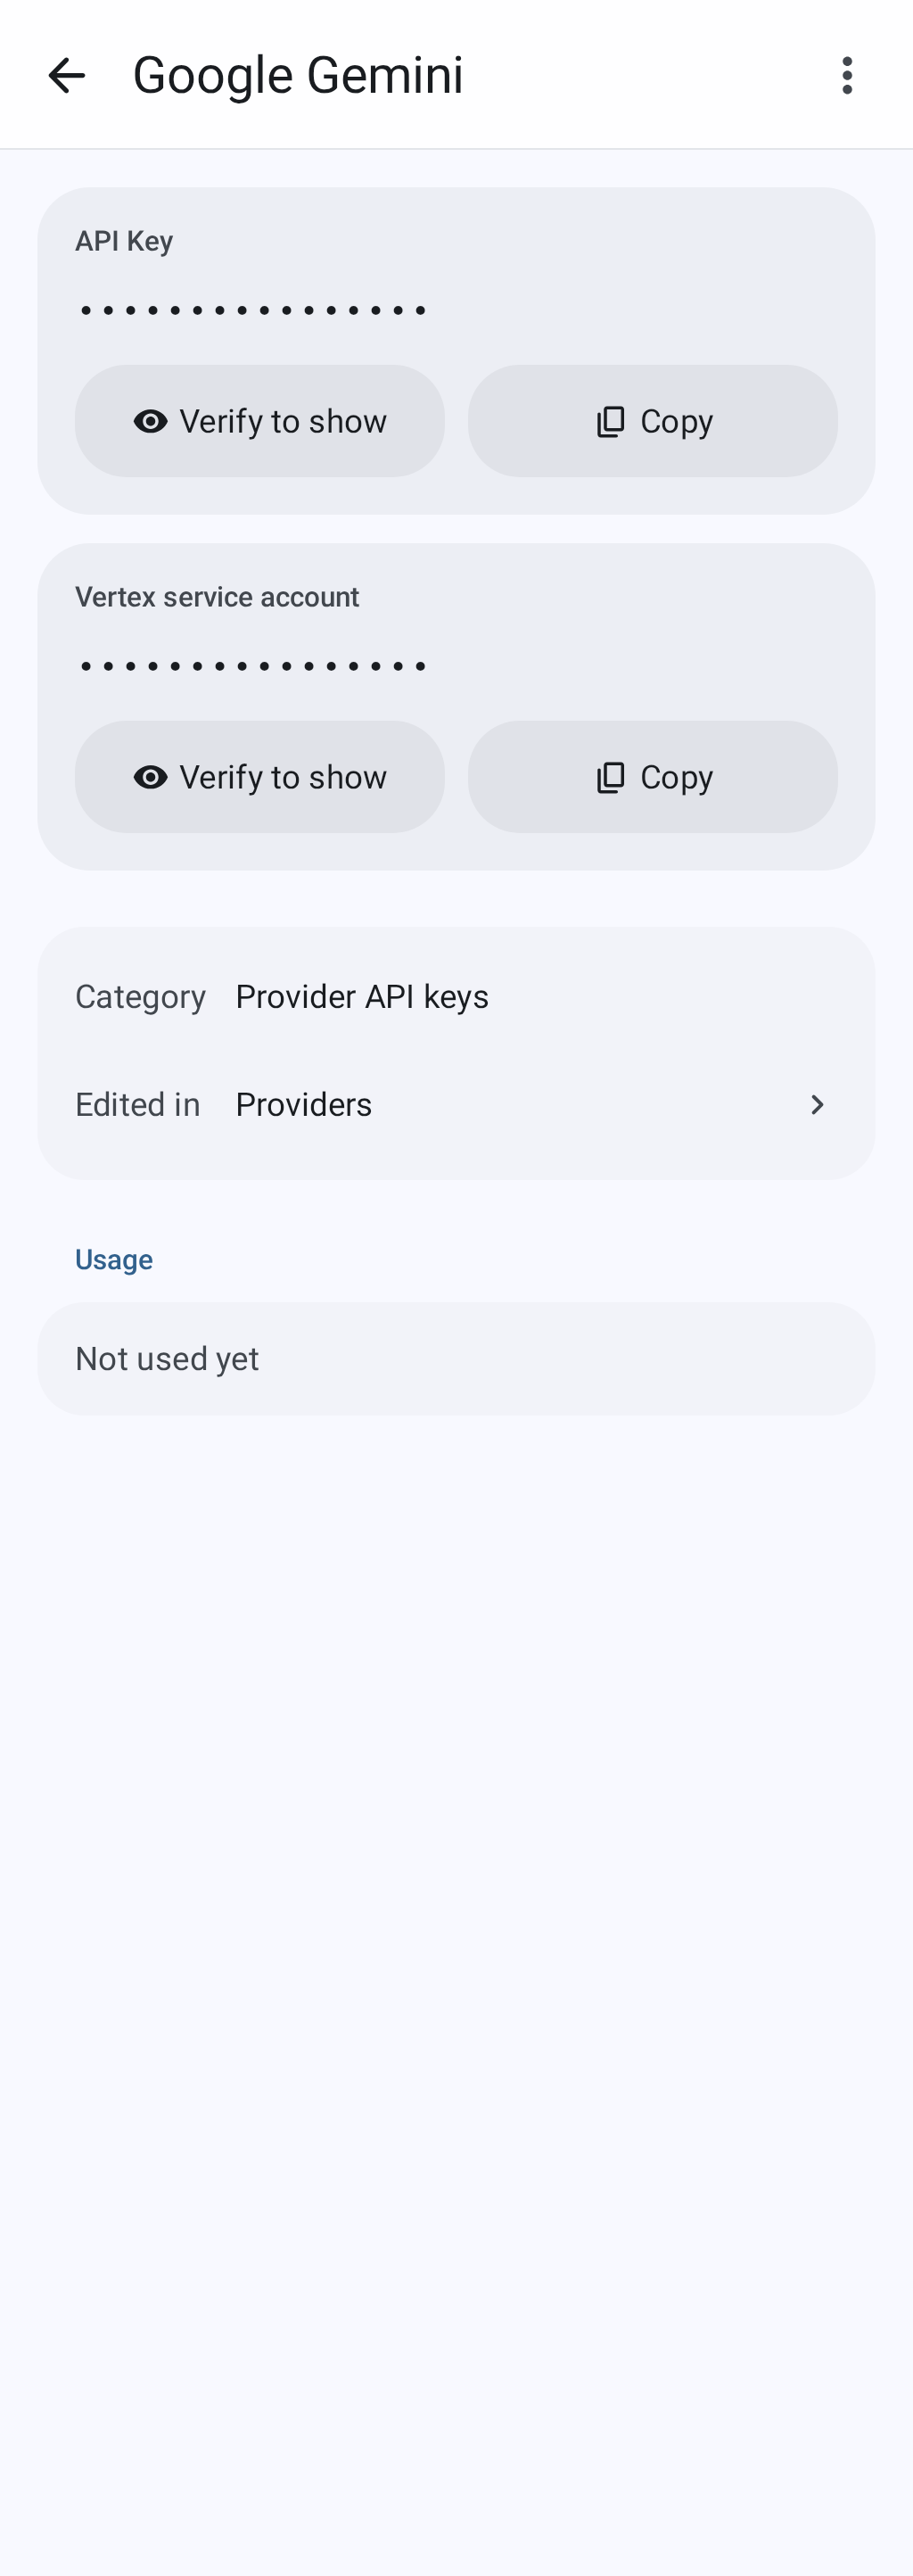 Google Gemini
API Key
••••••••••••••••
Verify to show
Copy
Vertex service account
••••••••••••••••
Verify to show
Copy
Category Provider API keys
Edited in Providers
Usage
Not used yet